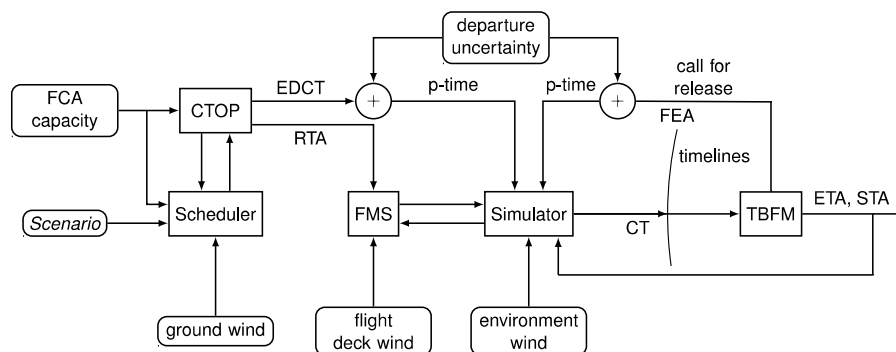 departure
uncertainty
FCA
capacity
CTOP
EDCT
+
p-time
p-time
+
call for
release
RTA
FEA
timelines
Scenario
Scheduler
FMS
Simulator
CT
TBFM
ETA, STA
ground wind
flight
deck wind
environment
wind